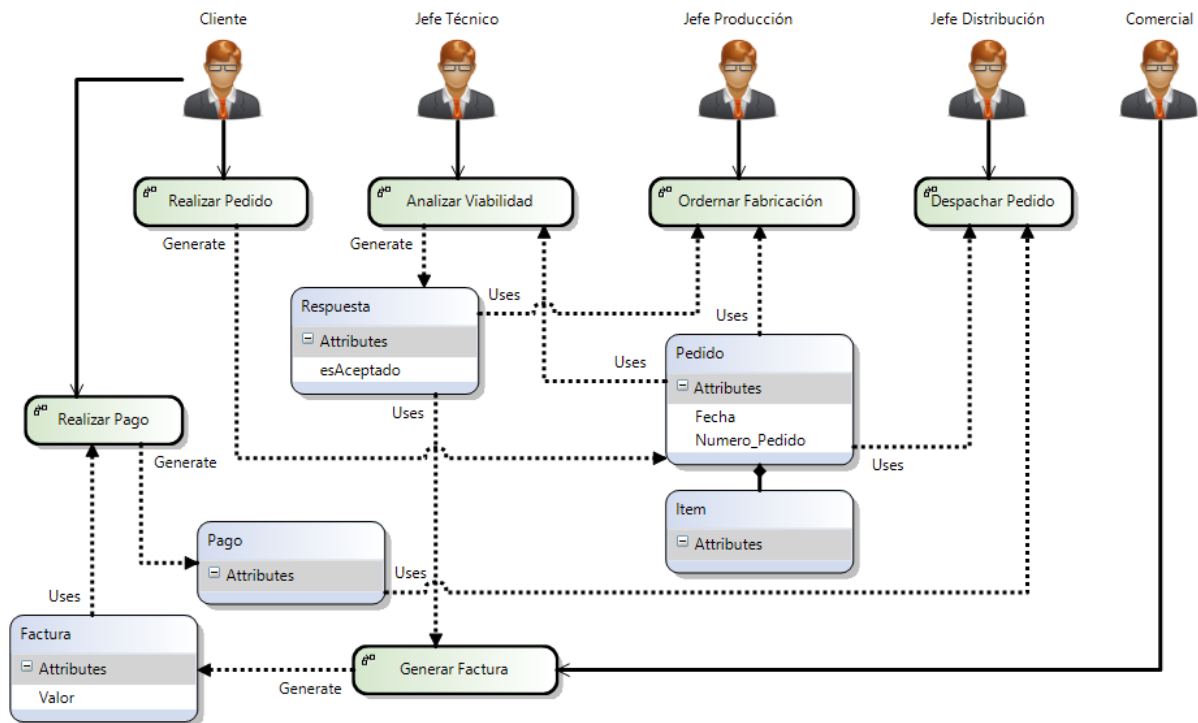 Cliente
Jefe Técnico
Jefe Producción
Jefe Distribución
Comercial
Realizar Pedido
Analizar Viabilidad
Ordernar Fabricación
Despachar Pedido
Generate
Generate
Respuesta
Attributes
esAceptado
Uses
Uses
Uses
Pedido
Attributes
Fecha
Numero_Pedido
Uses
Realizar Pago
Generate
Uses
Item
Attributes
Pago
Attributes
Uses
Uses
Factura
Attributes
Valor
Generar Factura
Generate